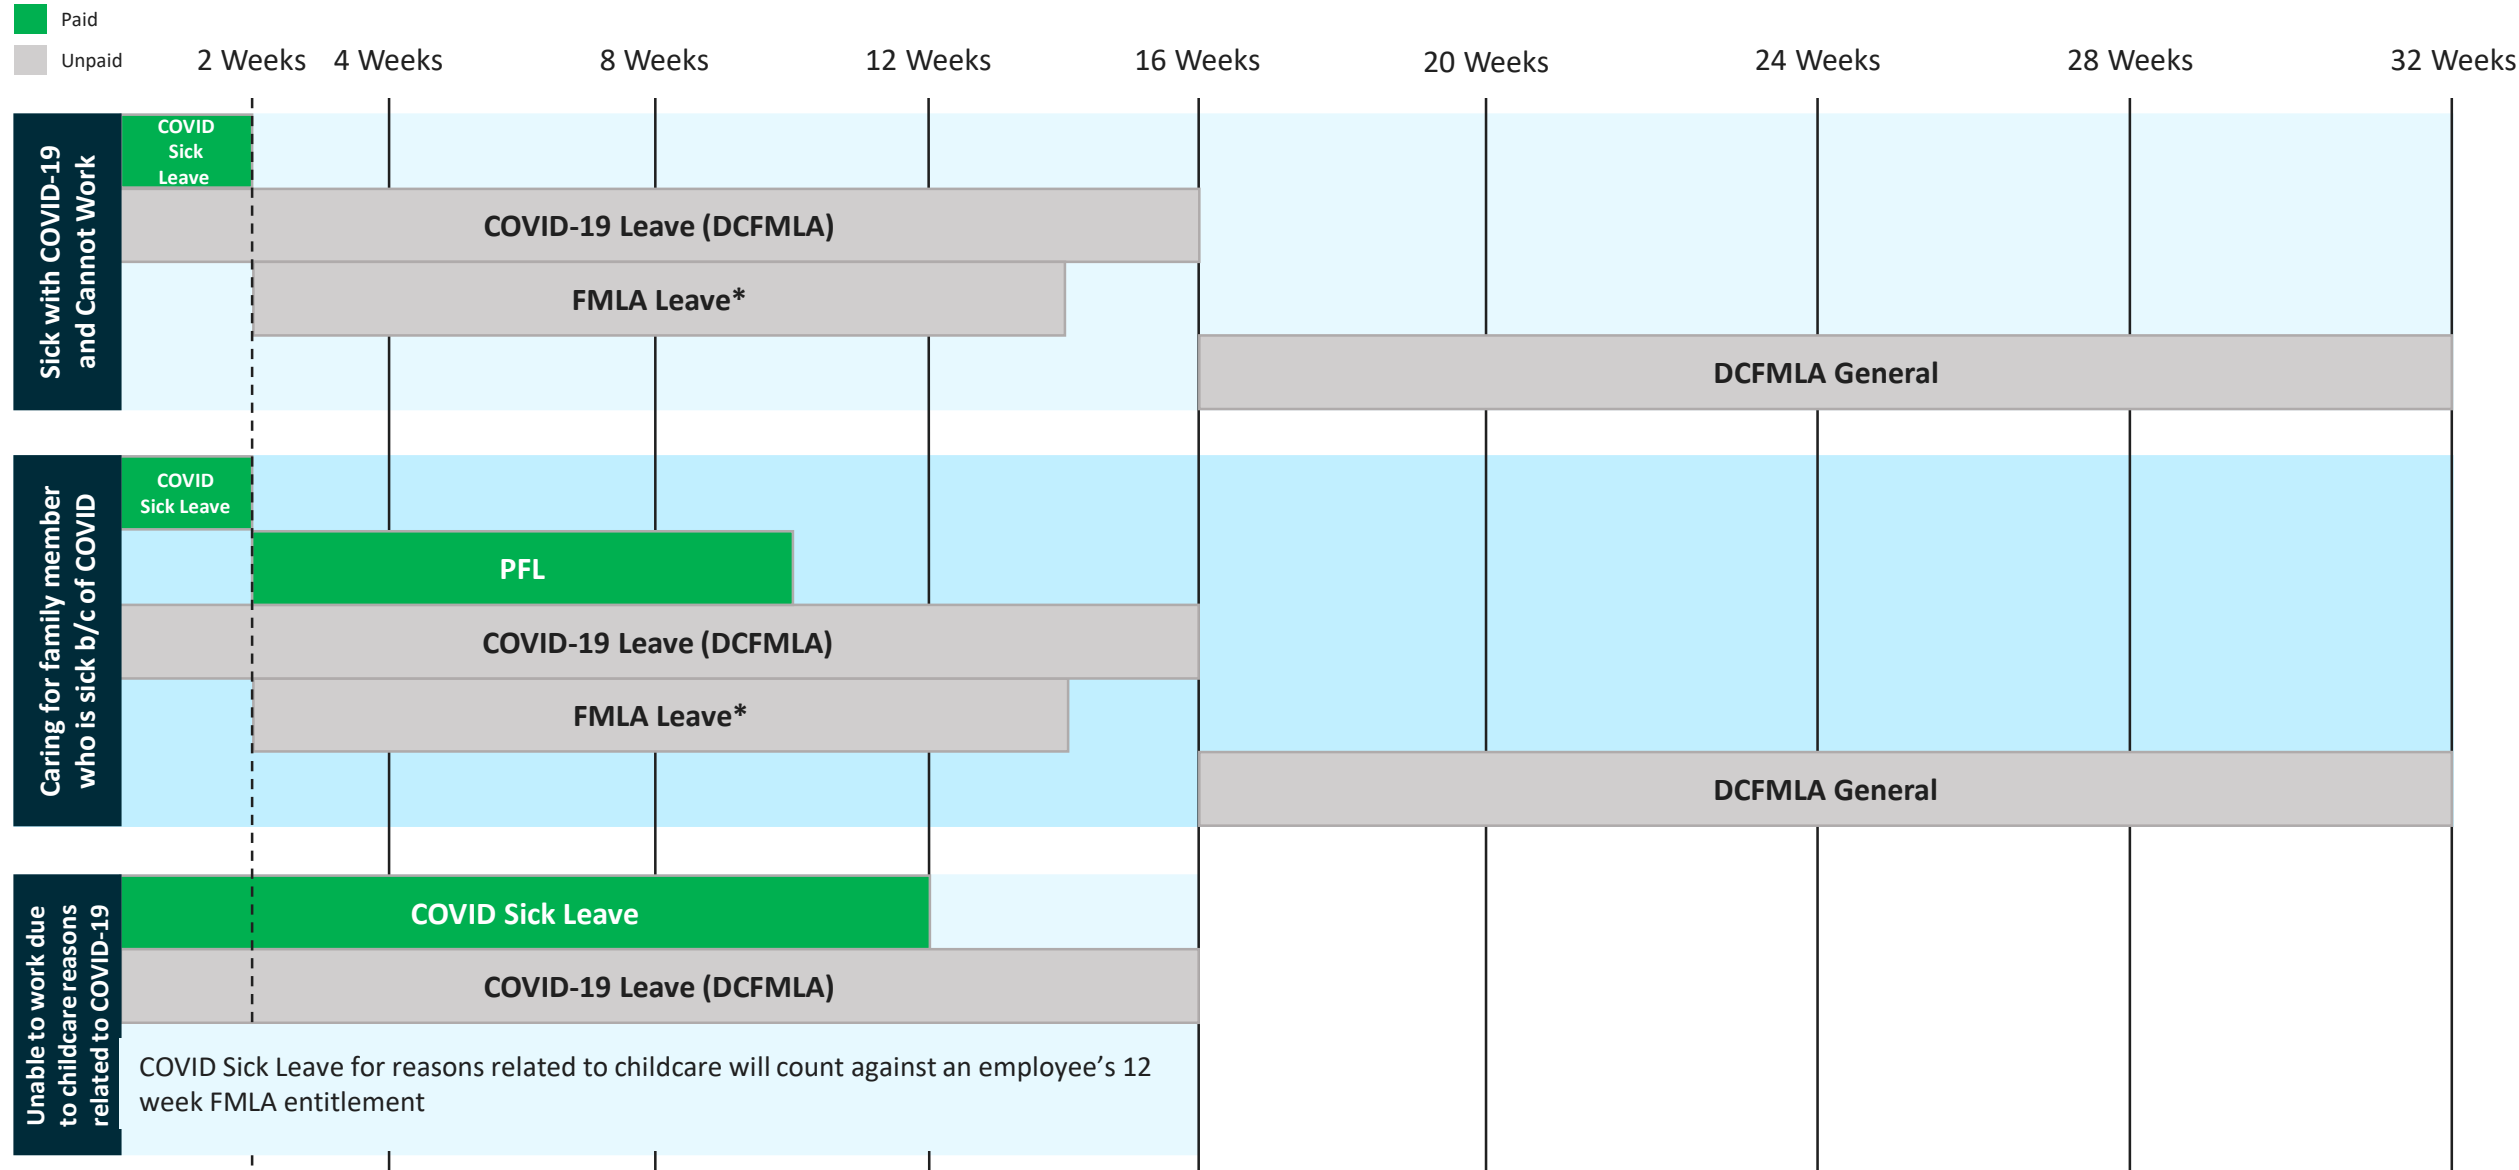 Paid
Unpaid
2 Weeks 4 Weeks 8 Weeks 12 Weeks 16 Weeks 20 Weeks 24 Weeks 28 Weeks 32 Weeks
Sick with COVID-19
and Cannot Work
COVID
Sick
Leave
COVID-19 Leave (DCFMLA)
FMLA Leave*
DCFMLA General
Caring for family member
who is sick b/c of COVID
COVID
Sick Leave
PFL
COVID-19 Leave (DCFMLA)
FMLA Leave*
DCFMLA General
Unable to work due
to childcare reasons
related to COVID-19
COVID Sick Leave
COVID-19 Leave (DCFMLA)
COVID Sick Leave for reasons related to childcare will count against an employee’s 12
week FMLA entitlement